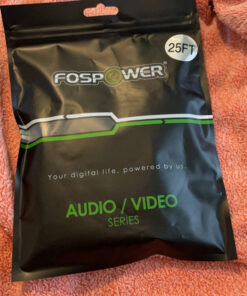 25FT
FOSPOWER
Your digital life, powered by us.
AUDIO / VIDEO
SERIES